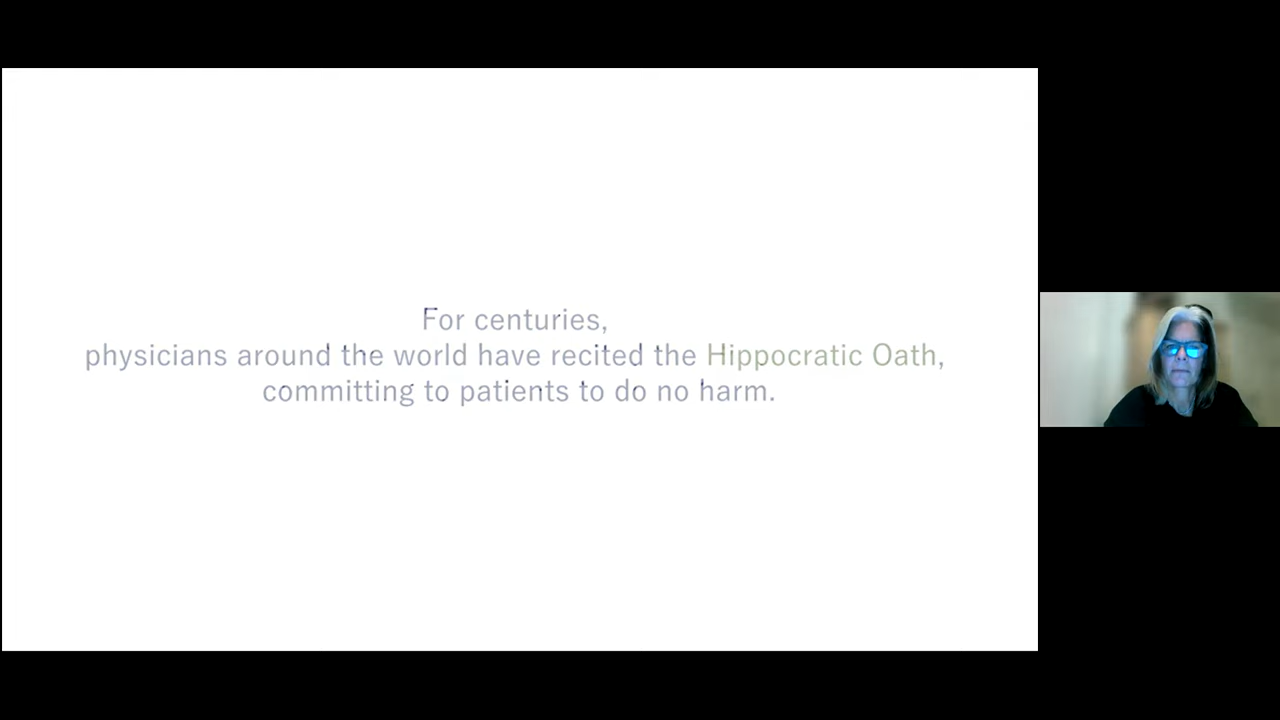 For centuries,
physicians around the world have recited the Hippocratic Oath,
committing to patients to do no harm.